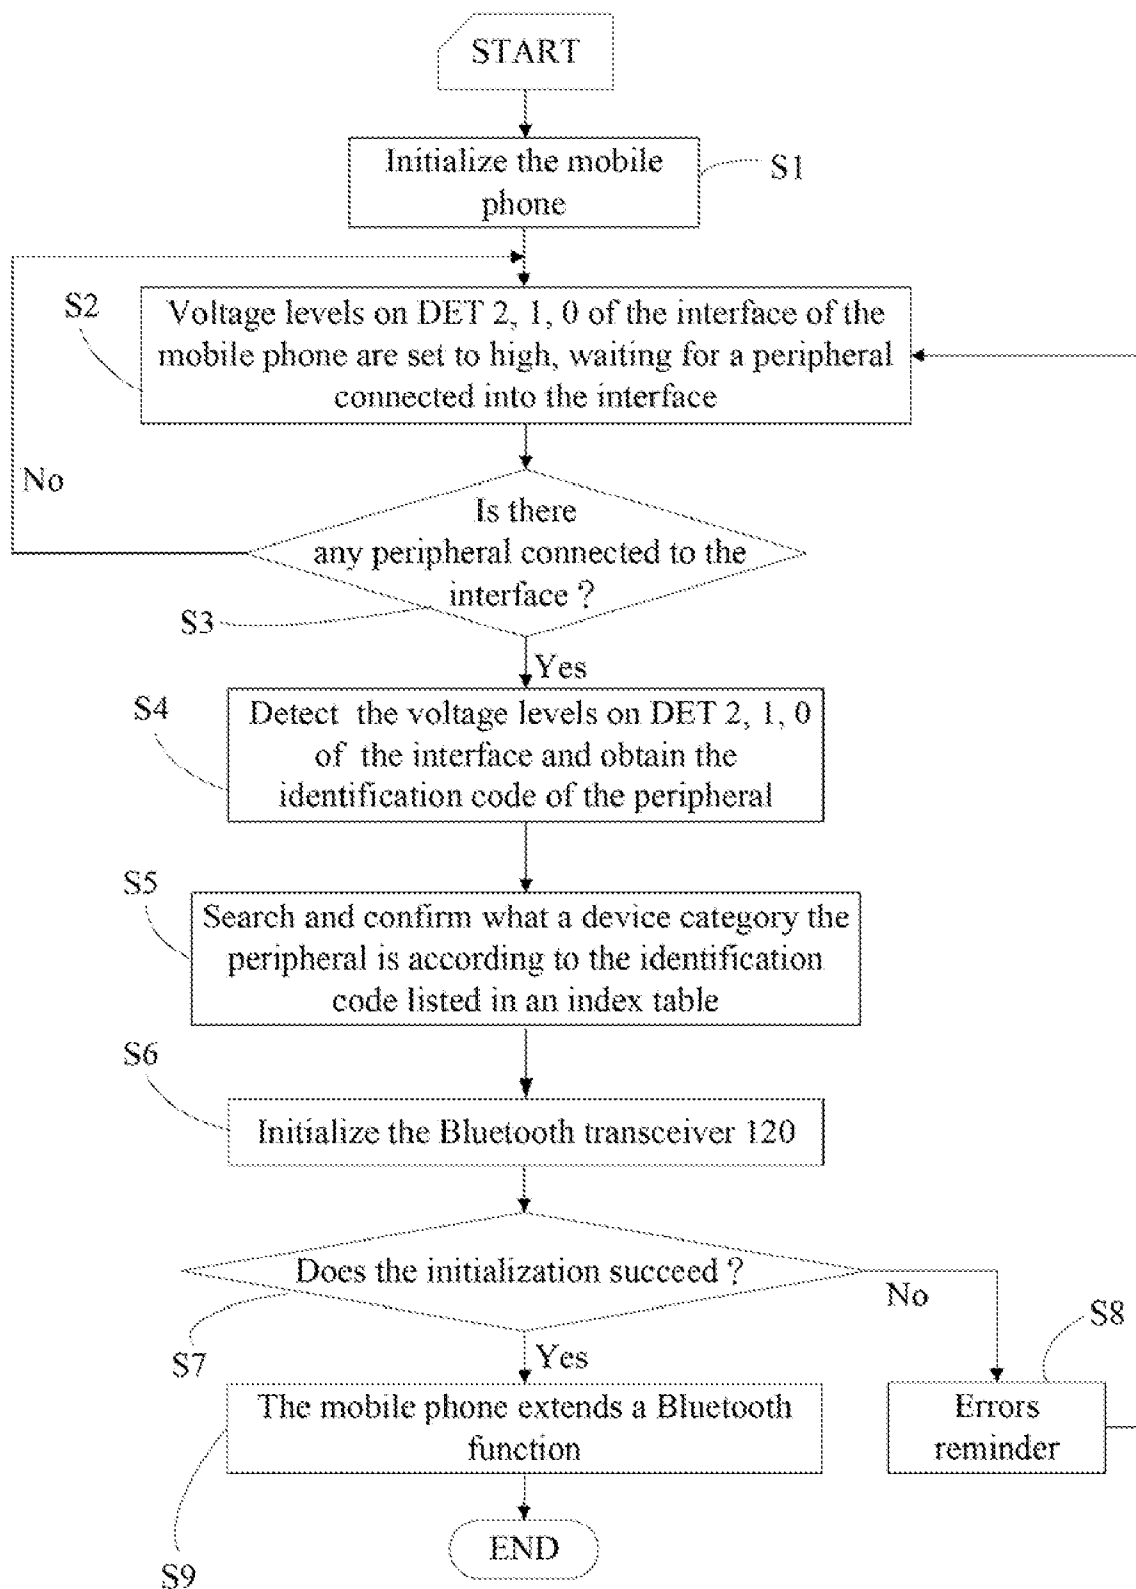 START
Initialize the mobile
phone
S1
S2
Voltage levels on DET 2, 1, 0 of the interface of the
mobile phone are set to high, waiting for a peripheral
connected into the interface
No
Is there
any peripheral connected to the
interface ?
S3
Yes
S4
Detect the voltage levels on DET 2, 1, 0
of the interface and obtain the
identification code of the peripheral
S5
Search and confirm what a device category the
peripheral is according to the identification
code listed in an index table
S6
Initialize the Bluetooth transceiver 120
Does the initialization succeed ?
No
S7
Yes
S8
The mobile phone extends a Bluetooth
function
Errors
reminder
END
S9